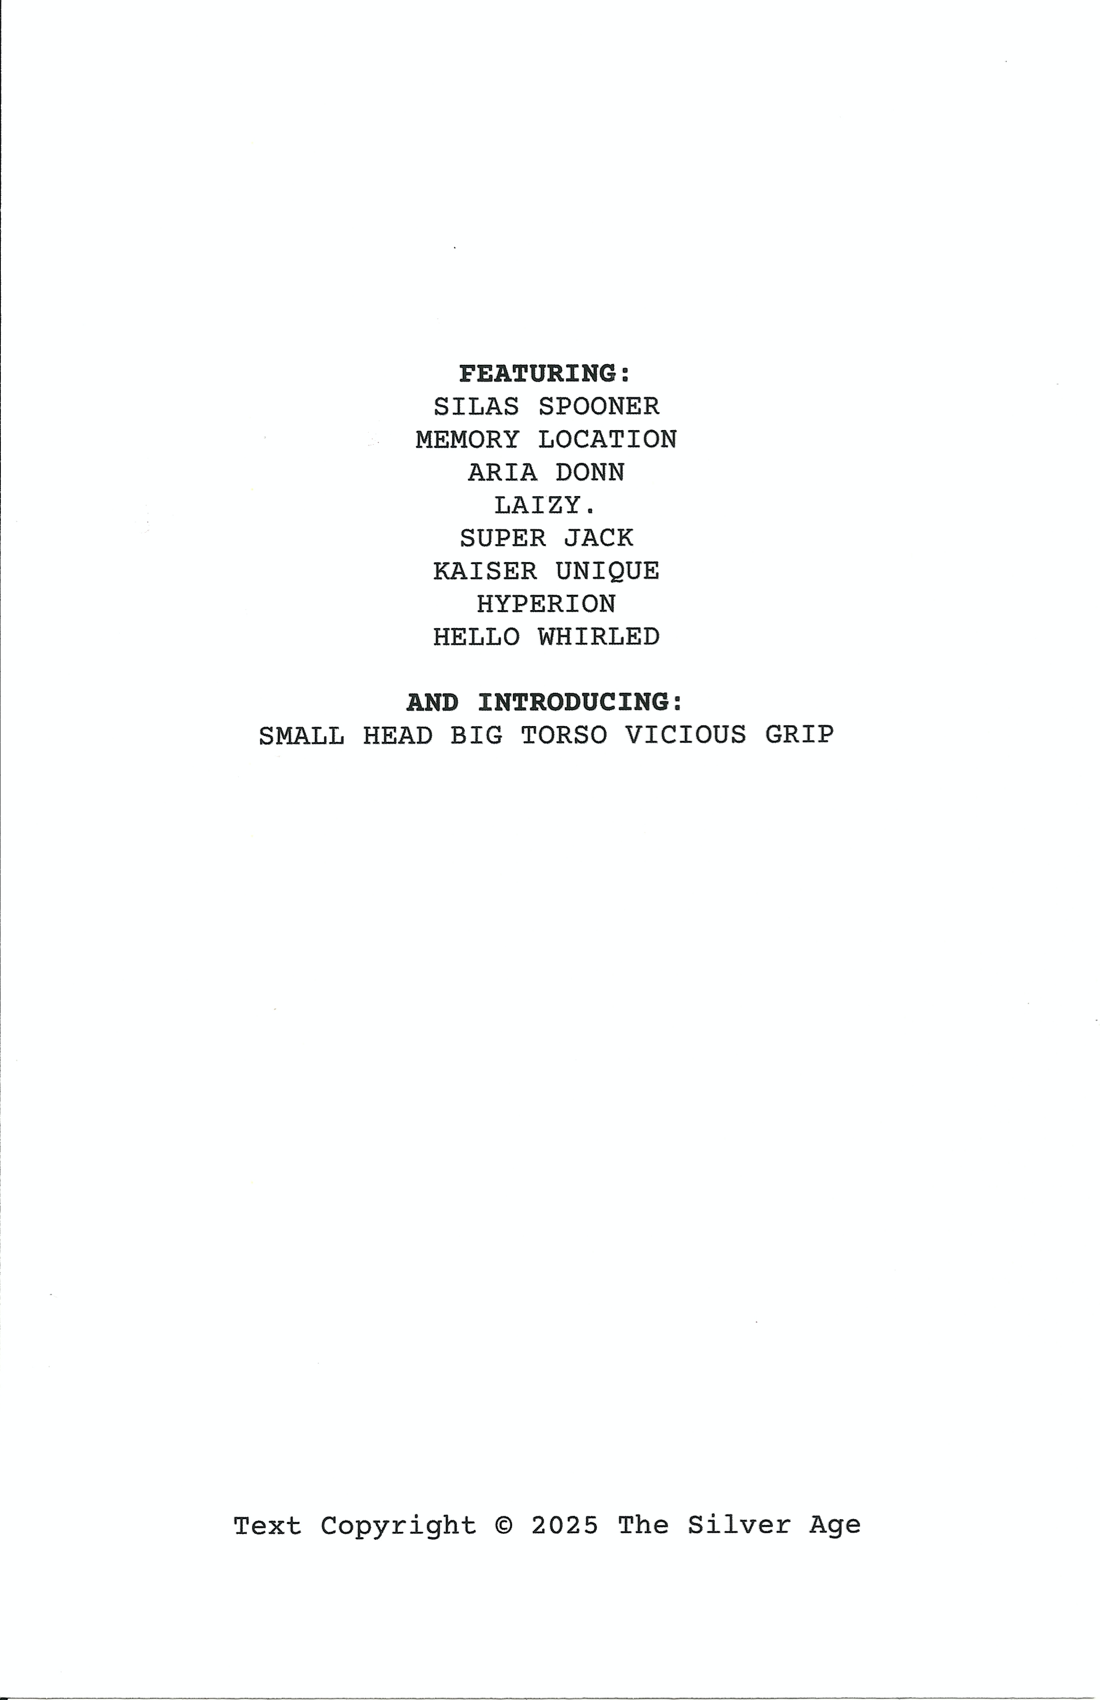 FEATURING:
SILAS SPOONER
MEMORY LOCATION
ARIA DONN
LAIZY.
SUPER JACK
KAISER UNIQUE
HYPERION
HELLO WHIRLED
AND INTRODUCING:
SMALL HEAD BIG TORSO VICIOUS GRIP
Text Copyright © 2025 The Silver Age